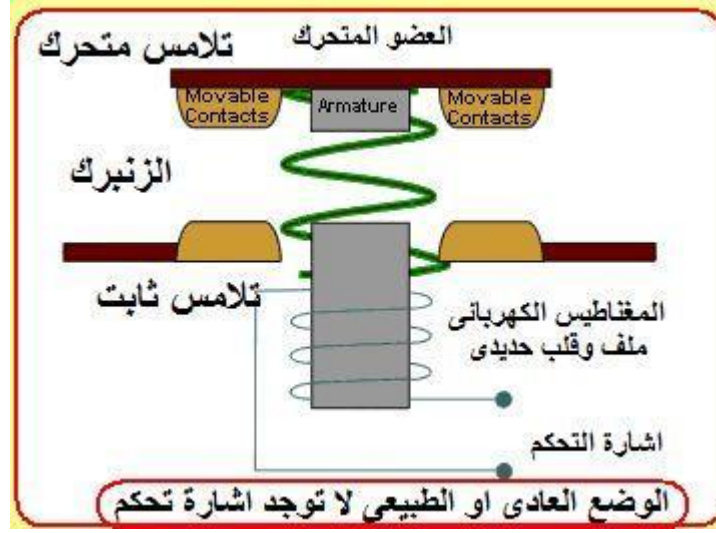 تلامس متحرك
العضو المتحرك
Movable
Contacts
Armature
Movable
Contacts
الزنبرك
تلامس ثابت
المغناطيس الكهربائى
ملف وقلب حديدى
اشارة التحكم
الوضع العادى او الطبيعي لا توجد اشارة تحكم